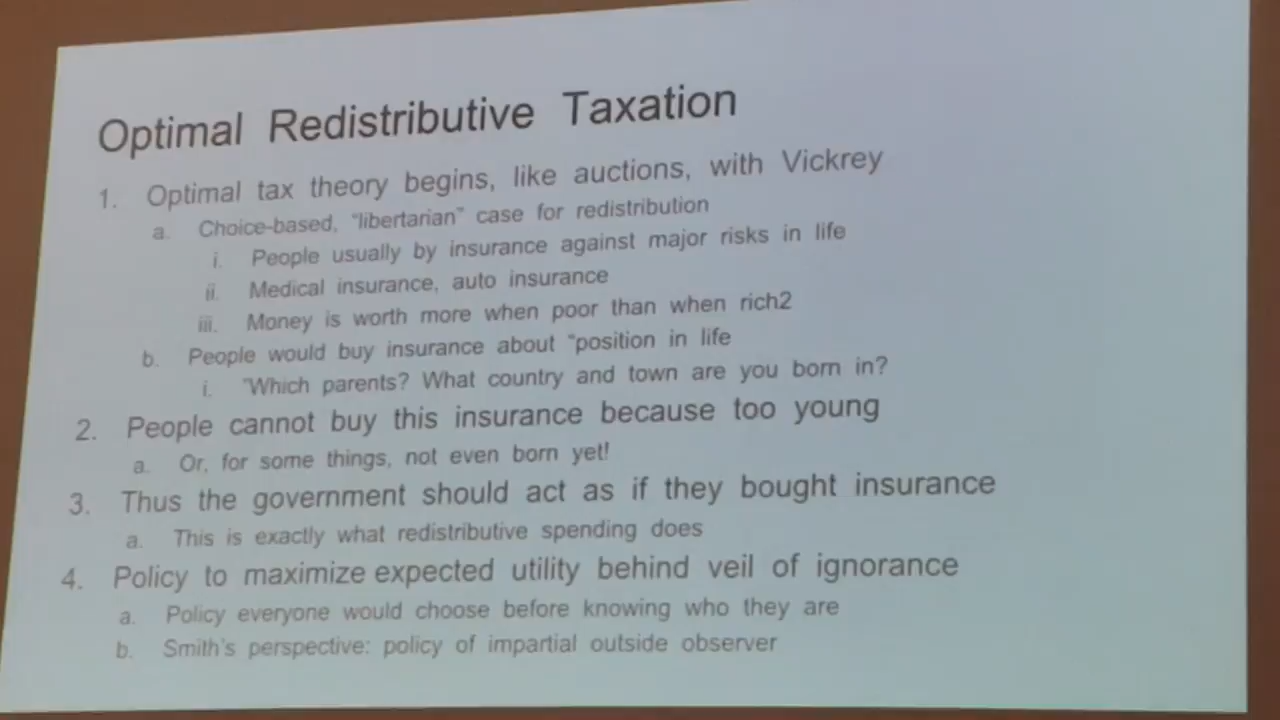 Optimal Redistributive Taxation
1. Optimal tax theory begins, like auctions, with Vickrey
a. Choice-based, "libertarian" case for redistribution
i. People usually by insurance against major risks in life
ii. Medical insurance, auto insurance
iii. Money is worth more when poor than when rich2
b. People would buy insurance about "position in life
i. "Which parents? What country and town are you born in?
2. People cannot buy this insurance because too young
a. Or, for some things, not even born yet!
3. Thus the government should act as if they bought insurance
a. This is exactly what redistributive spending does
4. Policy to maximize expected utility behind veil of ignorance
a. Policy everyone would choose before knowing who they are
b. Smith's perspective: policy of impartial outside observer